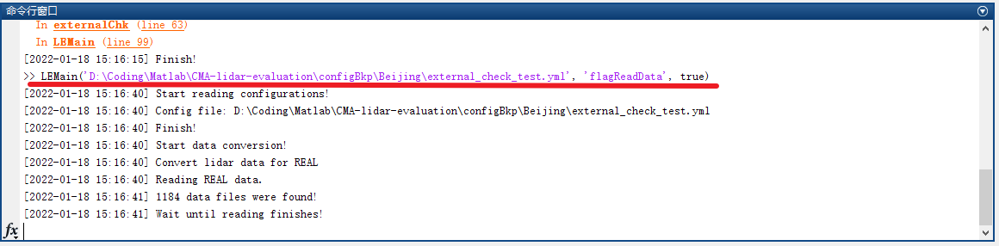 命令行窗口
In externalChk (line 63)
In LEMain (line 99)
[2022-01-18 15:16:15] Finish!
>> LEMain('D:\Coding\Matlab\CMA-lidar-evaluation\configBkp\Beijing\external_check_test.yml', 'flagReadData', true)
[2022-01-18 15:16:40] Start reading configurations!
[2022-01-18 15:16:40] Config file: D:\Coding\Matlab\CMA-lidar-evaluation\configBkp\Beijing\external_check_test.yml
[2022-01-18 15:16:40] Finish!
[2022-01-18 15:16:40] Start data conversion!
[2022-01-18 15:16:40] Convert lidar data for REAL
[2022-01-18 15:16:40] Reading REAL data.
[2022-01-18 15:16:41] 1184 data files were found!
[2022-01-18 15:16:41] Wait until reading finishes!
fx